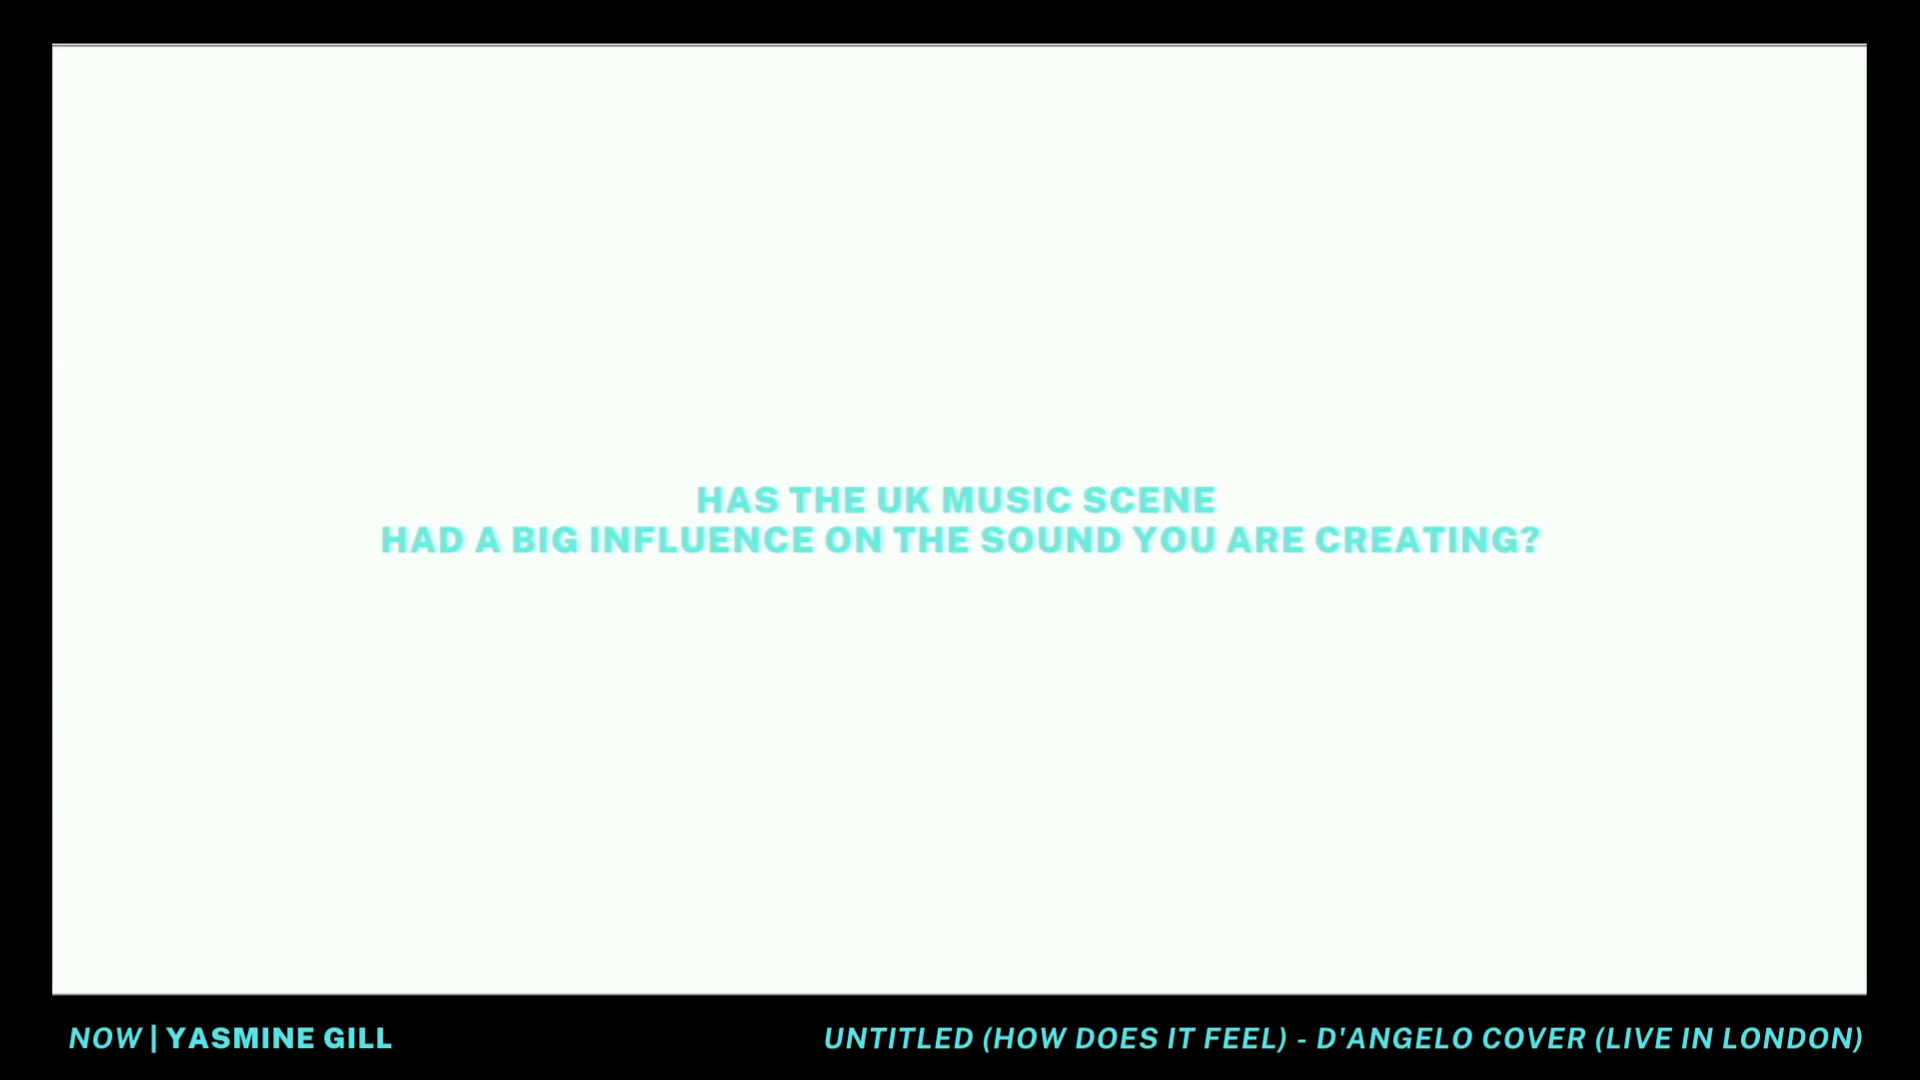 HAS THE UK MUSIC SCENE
HAD A BIG INFLUENCE ON THE SOUND YOU ARE CREATING?
NOW | YASMINE GILL
UNTITLED (HOW DOES IT FEEL) - D'ANGELO COVER (LIVE IN LONDON)